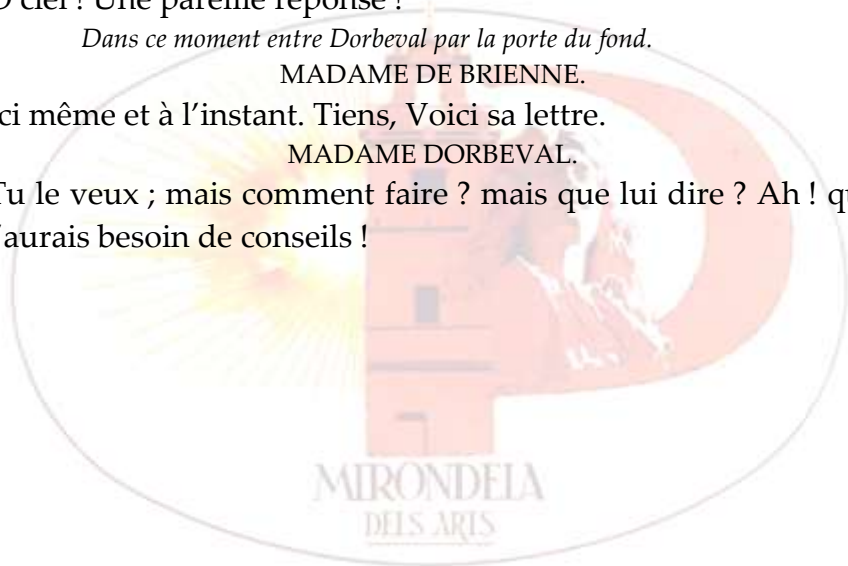 ciel ! Une pareille réponse !
Dans ce moment entre Dorbeval par la porte du fond.
MADAME DE BRIENNE.
ci même et à l’instant. Tiens, Voici sa lettre.
MADAME DORBEVAL.
Tu le veux ; mais comment faire ? mais que lui dire ? Ah ! qu
’aurais besoin de conseils !
MIRONDELA
DELS ARTS